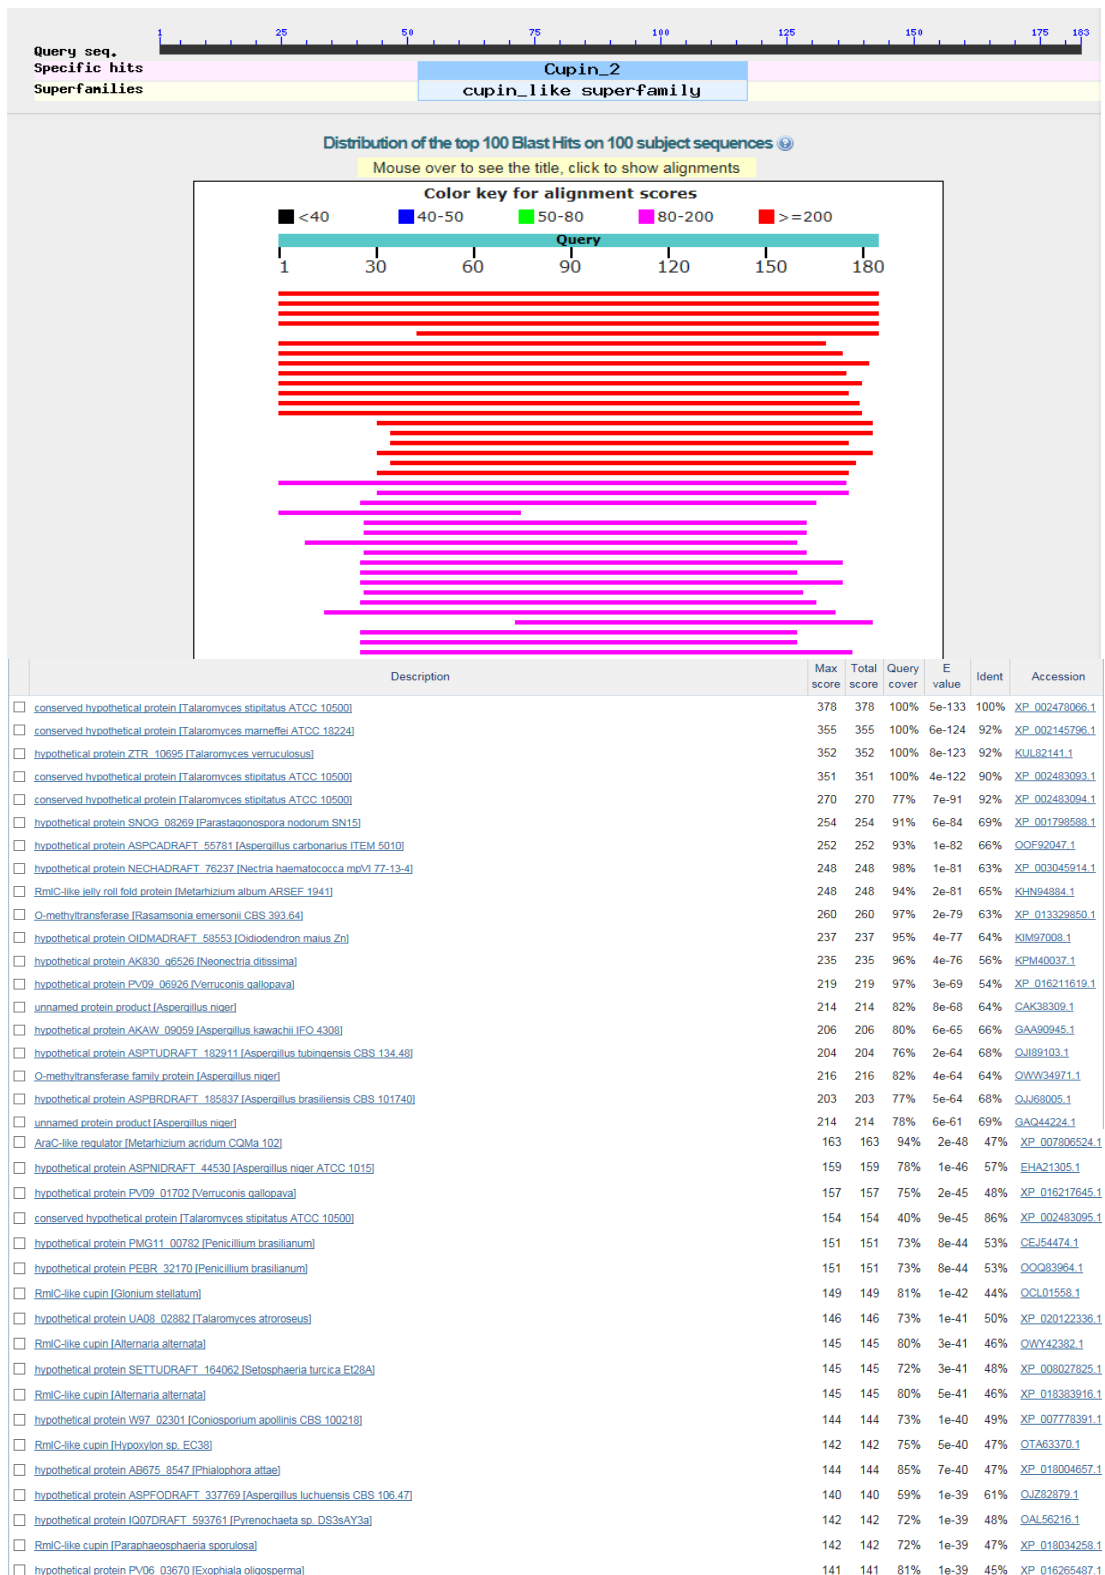 1 25 50 75 100 125 150 175 183
Query seq.
Specific hits Cupin_2
Superfamilies cupin_like superfamily
Distribution of the top 100 Blast Hits on 100 subject sequences
Mouse over to see the title, click to show alignments
Color key for alignment scores
<40 40-50 50-80 80-200 >=200
Query
1 30 60 90 120 150 180
Description Max score Total score Query cover E value Ident Accession
conserved hypothetical protein [Talaromyces stipitatus ATCC 10500] 378 378 100% 5e-133 100% XP_002478066.1
conserved hypothetical protein [Talaromyces marneffei ATCC 18224] 355 355 100% 6e-124 92% XP_002145796.1
hypothetical protein ZTR_10695 [Talaromyces verruculosus] 352 352 100% 8e-123 92% KUL82141.1
conserved hypothetical protein [Talaromyces stipitatus ATCC 10500] 351 351 100% 4e-122 90% XP_002483093.1
conserved hypothetical protein [Talaromyces stipitatus ATCC 10500] 270 270 77% 7e-91 92% XP_002483094.1
hypothetical protein SNOG_08269 [Parastagonospora nodorum SN15] 254 254 91% 6e-84 69% XP_001798588.1
hypothetical protein ASPCADRAFT_55781 [Aspergillus carbonarius ITEM 5010] 252 252 93% 1e-82 66% OOF92047.1
hypothetical protein NECHADRAFT_76237 [Nectria haematococca mpVI 77-13-4] 248 248 98% 1e-81 63% XP_003045914.1
RmlC-like jelly roll fold protein [Metarhizium album ARSEF 1941] 248 248 94% 2e-81 65% KHN94884.1
O-methyltransferase [Rasamsonia emersonii CBS 393.64] 260 260 97% 2e-79 63% XP_013329850.1
hypothetical protein OIDMADRAFT_58553 [Oidiodendron maius Zn] 237 237 95% 4e-77 64% KIM97008.1
hypothetical protein AK830_g6526 [Neonectria ditissima] 235 235 96% 4e-76 56% KPM40037.1
hypothetical protein PV09_06926 [Verruconis gallopava] 219 219 97% 3e-69 54% XP_016211619.1
unnamed protein product [Aspergillus niger] 214 214 82% 8e-68 64% CAK38309.1
hypothetical protein AKAW_09059 [Aspergillus kawachii IFO 4308] 206 206 80% 6e-65 66% GAA90945.1
hypothetical protein ASPTUDRAFT_182911 [Aspergillus tubingensis CBS 134.48] 204 204 76% 2e-64 68% OJI89103.1
O-methyltransferase family protein [Aspergillus niger] 216 216 82% 4e-64 64% OWW34971.1
hypothetical protein ASPBRDRAFT_185837 [Aspergillus brasiliensis CBS 101740] 203 203 77% 5e-64 68% OJJ68005.1
unnamed protein product [Aspergillus niger] 214 214 78% 6e-61 69% GAQ44224.1
AraC-like regulator [Metarhizium acridum CQMa 102] 163 163 94% 2e-48 47% XP_007806524.1
hypothetical protein ASPNIDRAFT_44530 [Aspergillus niger ATCC 1015] 159 159 78% 1e-46 57% EHA21305.1
hypothetical protein PV09_01702 [Verruconis gallopava] 157 157 75% 2e-45 48% XP_016217645.1
conserved hypothetical protein [Talaromyces stipitatus ATCC 10500] 154 154 40% 9e-45 86% XP_002483095.1
hypothetical protein PMG11_00782 [Penicillium brasilianum] 151 151 73% 8e-44 53% CEJ54474.1
hypothetical protein PEBR_32170 [Penicillium brasilianum] 151 151 73% 8e-44 53% OOQ83964.1
RmlC-like cupin [Glonium stellatum] 149 149 81% 1e-42 44% OCL01558.1
hypothetical protein UA08_02882 [Talaromyces atroroseus] 146 146 73% 1e-41 50% XP_020122336.1
RmlC-like cupin [Alternaria alternata] 145 145 80% 3e-41 46% OWY42382.1
hypothetical protein SETTUDRAFT_164062 [Setosphaeria turcica Et28A] 145 145 72% 3e-41 48% XP_008027825.1
RmlC-like cupin [Alternaria alternata] 145 145 80% 5e-41 46% XP_018383916.1
hypothetical protein W97_02301 [Coniosporium apollinis CBS 100218] 144 144 73% 1e-40 49% XP_007778391.1
RmlC-like cupin [Hypoxylon sp. EC38] 142 142 75% 5e-40 47% OTA63370.1
hypothetical protein AB675_8547 [Phialophora attae] 144 144 85% 7e-40 47% XP_018004657.1
hypothetical protein ASPFODRAFT_337769 [Aspergillus luchuensis CBS 106.47] 140 140 59% 1e-39 61% OJZ82879.1
hypothetical protein IQ07DRAFT_593761 [Pyrenochaeta sp. DS3sAY3a] 142 142 72% 1e-39 48% OAL56216.1
RmlC-like cupin [Paraphaeosphaeria sporulosa] 142 142 72% 1e-39 47% XP_018034258.1
hypothetical protein PV06_03670 [Exophiala oligosperma] 141 141 81% 1e-39 45% XP_016265487.1